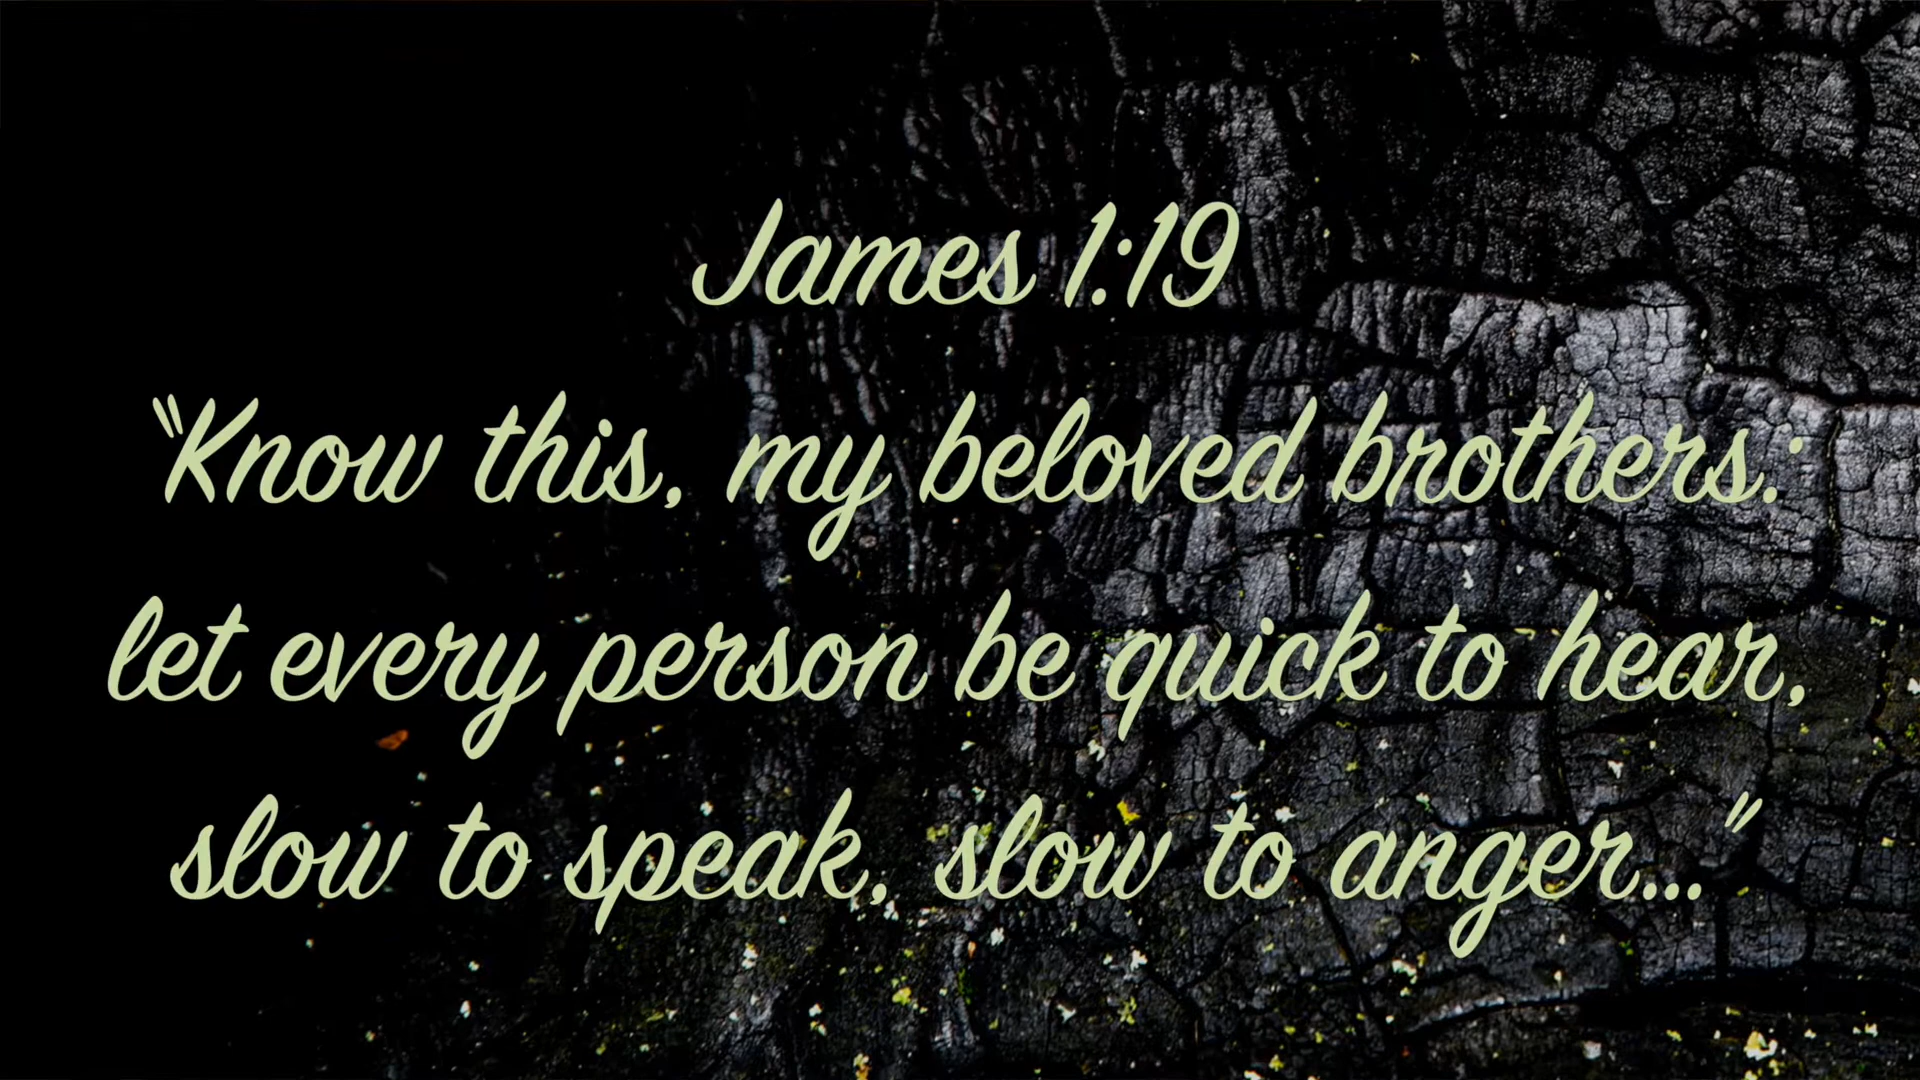 James 1:19
"Know this, my beloved brothers:
let every person be quick to hear,
slow to speak, slow to anger..."